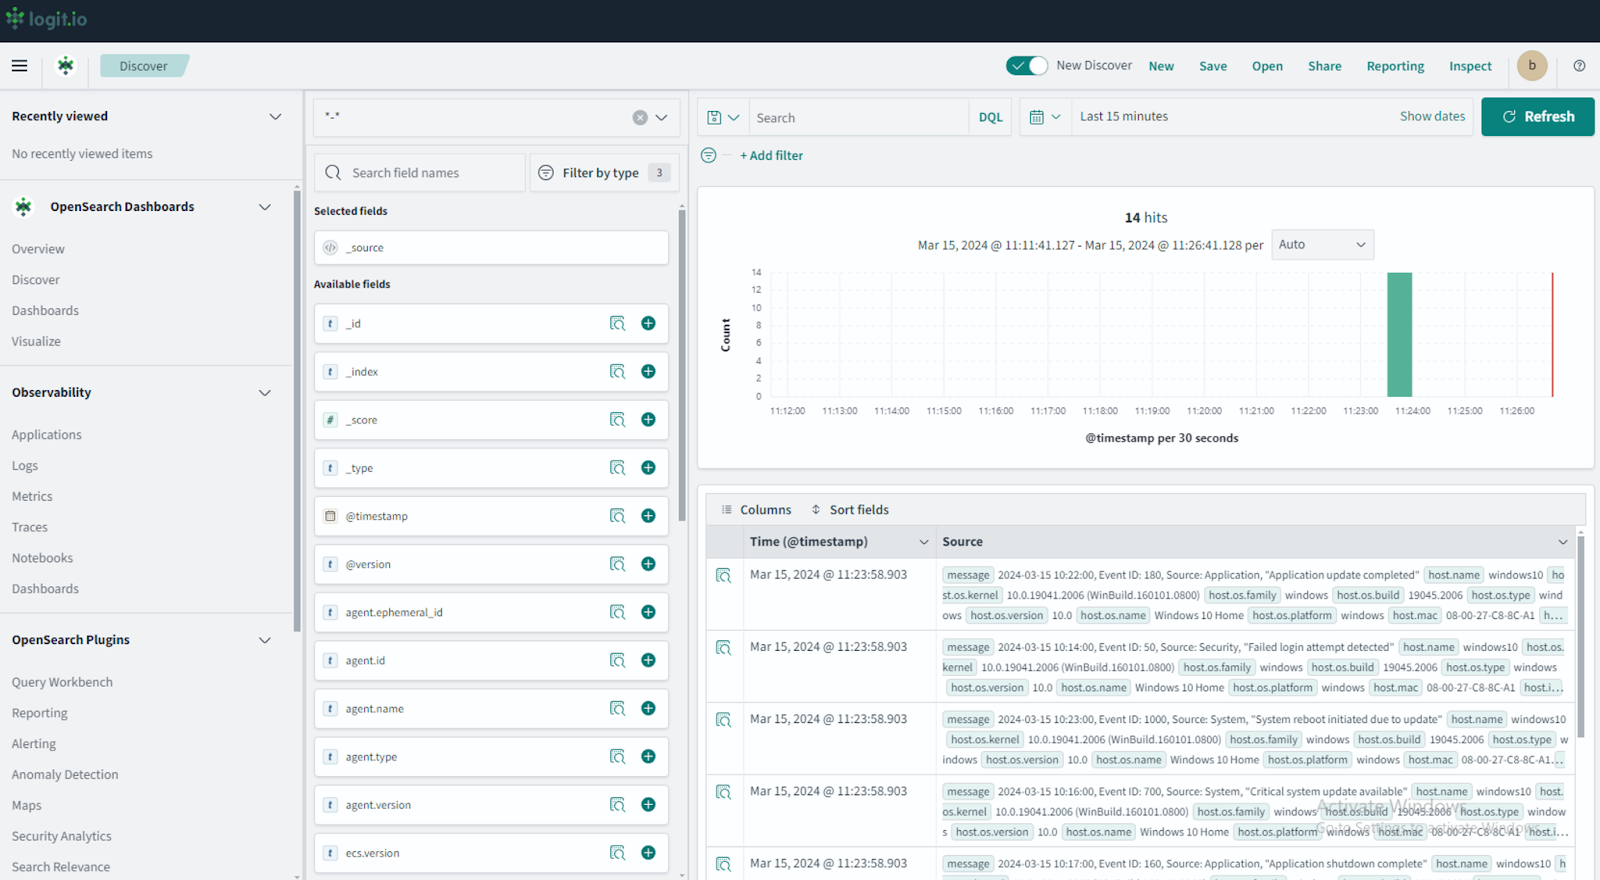 logit.io
Discover
New Discover
New
Save
Open
Share
Reporting
Inspect
b
Recently viewed
No recently viewed items
OpenSearch Dashboards
Overview
Discover
Dashboards
Visualize
Observability
Applications
Logs
Metrics
Traces
Notebooks
Dashboards
OpenSearch Plugins
Query Workbench
Reporting
Alerting
Anomaly Detection
Maps
Security Analytics
Search Relevance
*-*
Search field names
Filter by type 3
Selected fields
_source
Available fields
t _id
t _index
# _score
t _type
@timestamp
t @version
t agent.ephemeral_id
t agent.id
t agent.name
t agent.type
t agent.version
t ecs.version
Search
DQL
Last 15 minutes
Show dates
Refresh
+ Add filter
14 hits
Mar 15, 2024 @ 11:11:41.127 - Mar 15, 2024 @ 11:26:41.128 per Auto
Count
14
12
10
8
6
4
2
0
11:12:00 11:13:00 11:14:00 11:15:00 11:16:00 11:17:00 11:18:00 11:19:00 11:20:00 11:21:00 11:22:00 11:23:00 11:24:00 11:25:00 11:26:00
@timestamp per 30 seconds
Columns Sort fields
Time (@timestamp) Source
Mar 15, 2024 @ 11:23:58.903 message 2024-03-15 10:22:00, Event ID: 180, Source: Application, "Application update completed" host.name windows10 ho
st.os.kernel 10.0.19041.2006 (WinBuild.160101.0800) host.os.family windows host.os.build 19045.2006 host.os.type wind
ows host.os.version 10.0 host.os.name Windows 10 Home host.os.platform windows host.mac 08-00-27-C8-8C-A1 h...
Mar 15, 2024 @ 11:23:58.903 message 2024-03-15 10:14:00, Event ID: 50, Source: Security, "Failed login attempt detected" host.name windows10 host.os.
kernel 10.0.19041.2006 (WinBuild.160101.0800) host.os.family windows host.os.build 19045.2006 host.os.type windows
host.os.version 10.0 host.os.name Windows 10 Home host.os.platform windows host.mac 08-00-27-C8-8C-A1 host.i...
Mar 15, 2024 @ 11:23:58.903 message 2024-03-15 10:23:00, Event ID: 1000, Source: System, "System reboot initiated due to update" host.name windows10
host.os.kernel 10.0.19041.2006 (WinBuild.160101.0800) host.os.family windows host.os.build 19045.2006 host.os.type w
indows host.os.version 10.0 host.os.name Windows 10 Home host.os.platform windows host.mac 08-00-27-C8-8C-A1...
Mar 15, 2024 @ 11:23:58.903 message 2024-03-15 10:16:00, Event ID: 700, Source: System, "Critical system update available" host.name windows10 host.
os.kernel 10.0.19041.2006 (WinBuild.160101.0800) host.os.family windows host.os.build 19045.2006 host.os.type window
s host.os.version 10.0 host.os.name Windows 10 Home host.os.platform windows host.mac 08-00-27-C8-8C-A1 host.i...
Activate Windows
Go to Settings to activate Windows.
Mar 15, 2024 @ 11:23:58.903 message 2024-03-15 10:17:00, Event ID: 160, Source: Application, "Application shutdown complete" host.name windows10 h